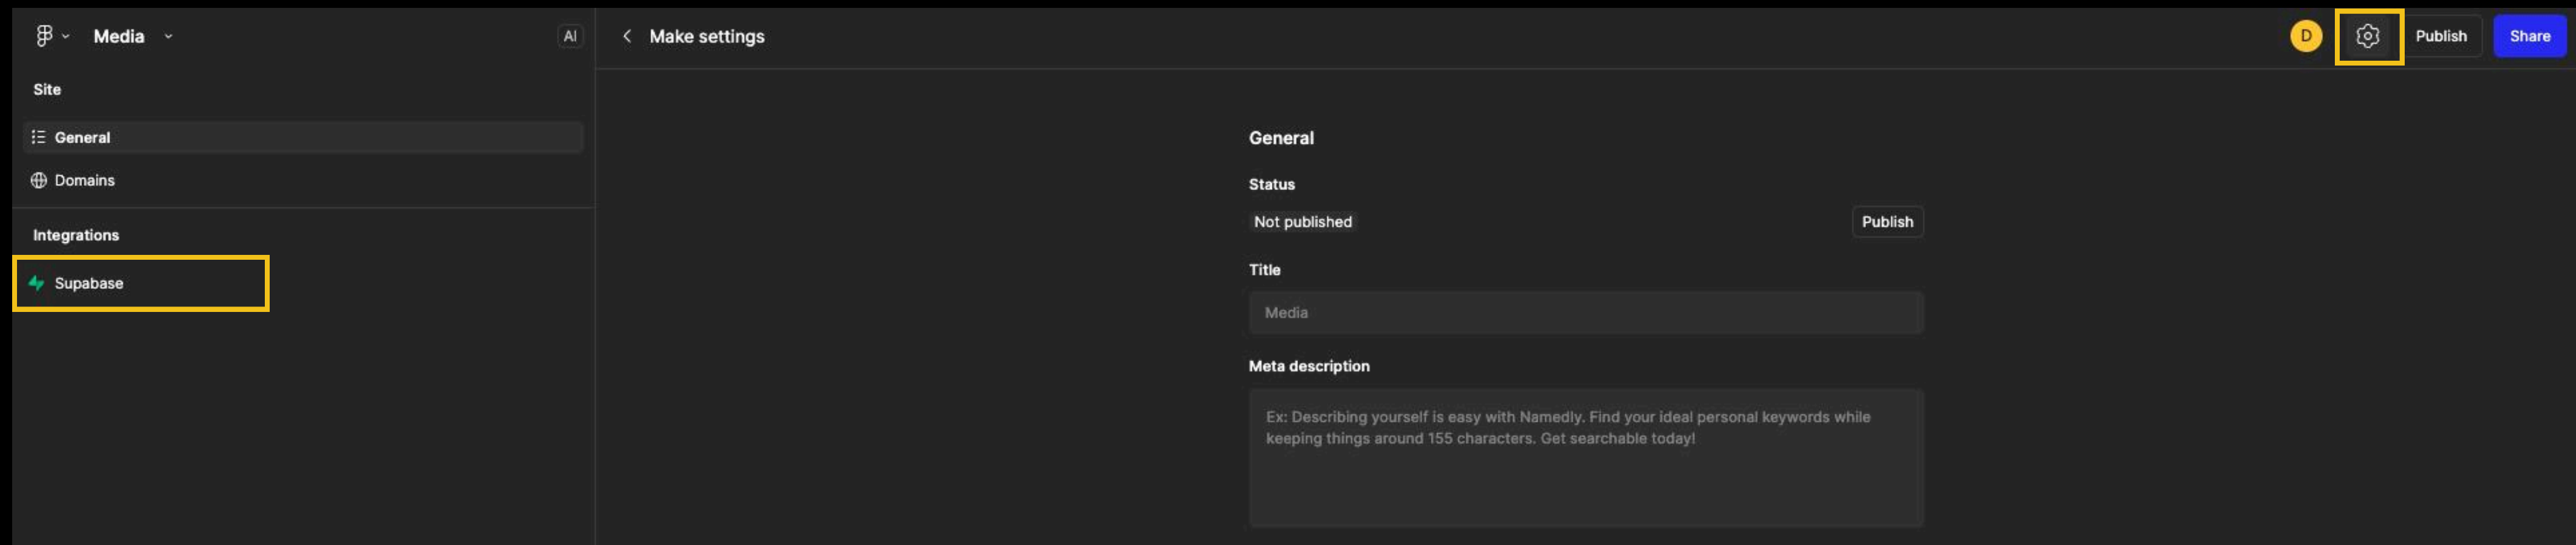 Media
AI
Make settings
D
Publish
Share
Site
General
Domains
Integrations
Supabase
General
Status
Not published
Publish
Title
Media
Meta description
Ex: Describing yourself is easy with Namedly. Find your ideal personal keywords while
keeping things around 155 characters. Get searchable today!